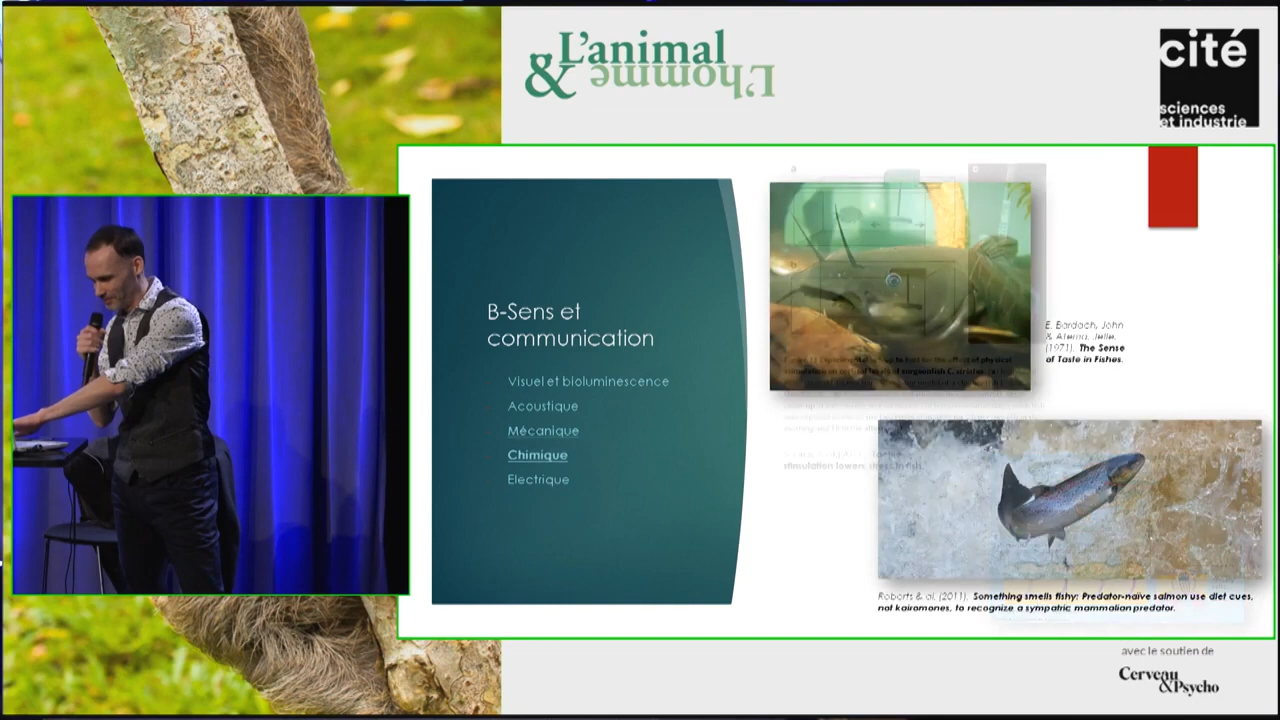 L'animal
& L'homme
cité
sciences
et industrie
B-Sens et
communication
Visuel et bioluminescence
Acoustique
Mécanique
Chimique
Electrique
E. Bardach, John
& Atema, Jelle.
(1971). The Sense
of Taste in Fishes.
stimulation lowers stress in fish.
Roberts & al. (2011). Something smells fishy: Predator-naïve salmon use diet cues,
not kairomones, to recognize a sympatric mammalian predator.
avec le soutien de
Cerveau
&Psycho